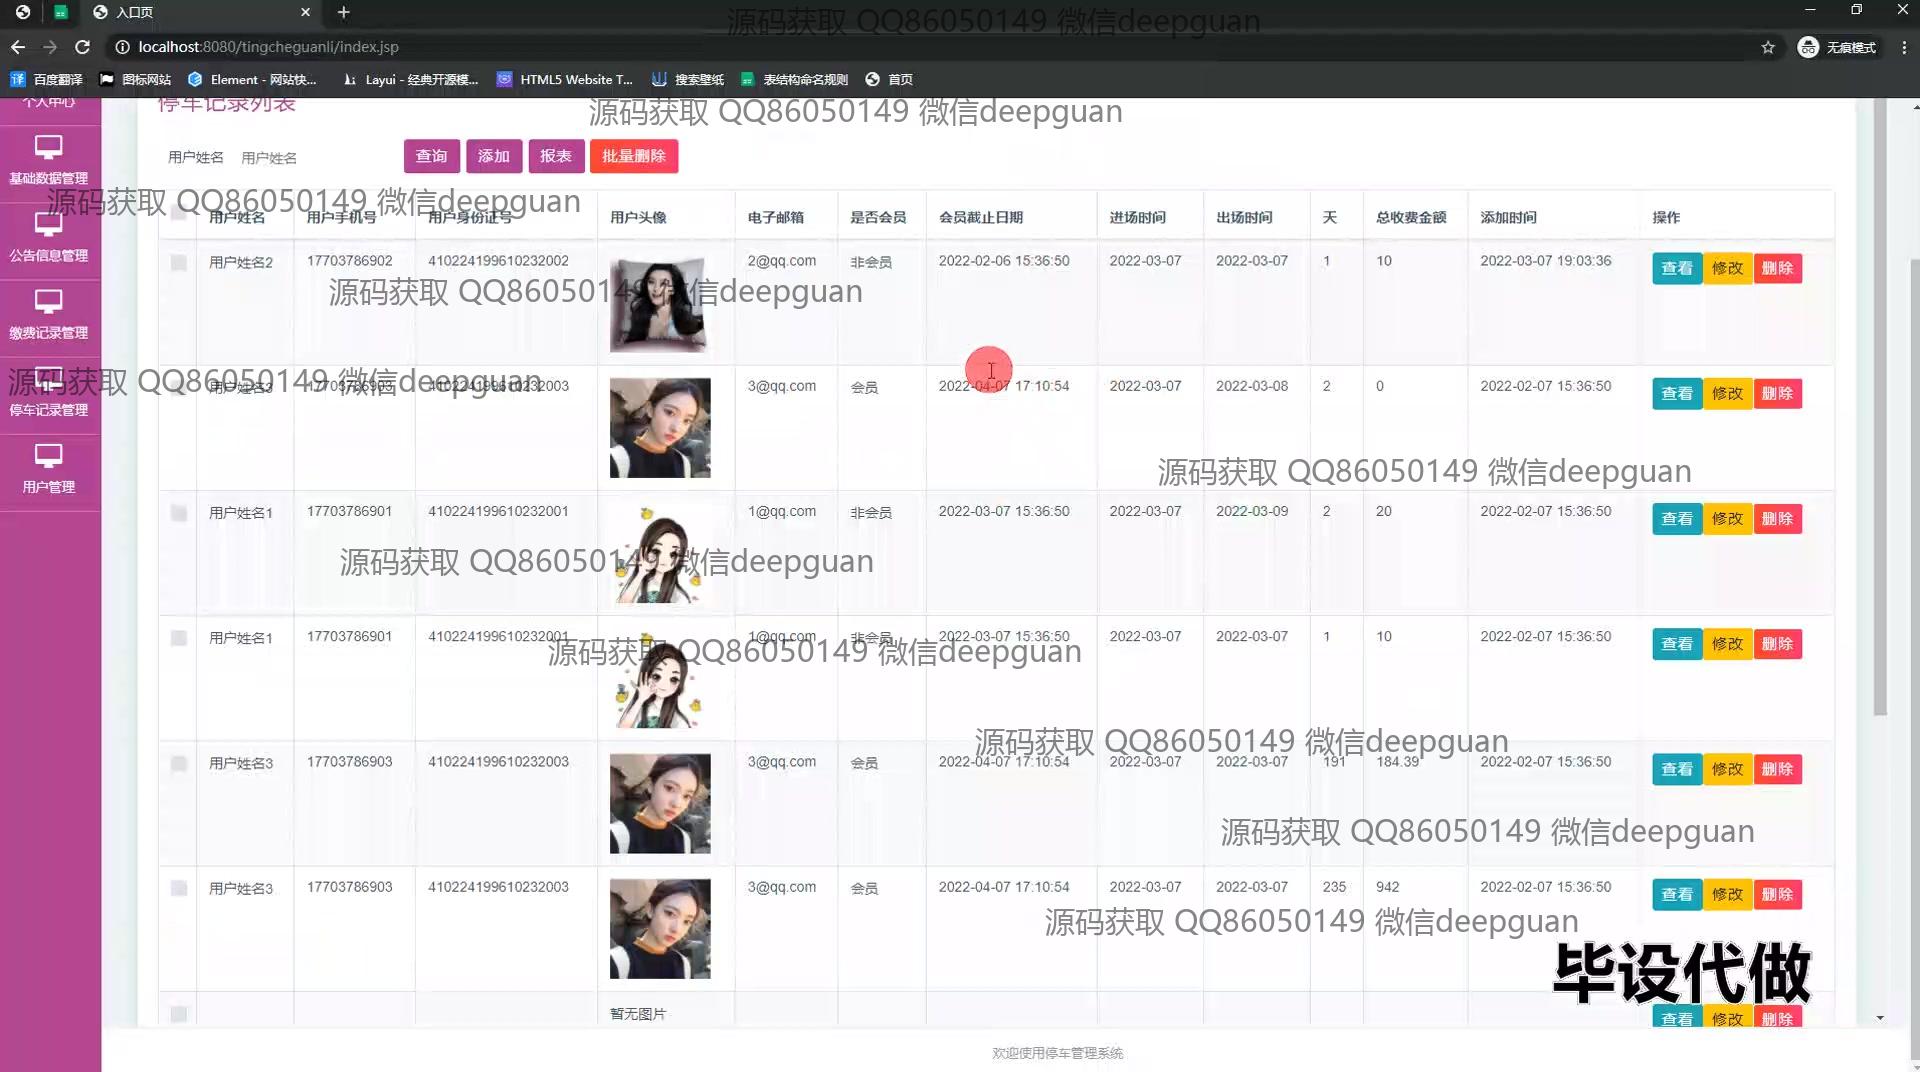 入口页
源码获取 QQ86050149 微信deepguan
localhost:8080/tingcheguanli/index.jsp
无痕模式
百度翻译 图标网站 Element - 网站快... Layui - 经典开源模... HTML5 Website T... 搜索壁纸 表结构命名规则 首页
个人中心
停车记录列表
源码获取 QQ86050149 微信deepguan
用户姓名 用户姓名 查询 添加 报表 批量删除
基础数据管理
源码获取 QQ86050149 微信deepguan
用户姓名 用户手机号 用户身份证号 用户头像 电子邮箱 是否会员 会员截止日期 进场时间 出场时间 天 总收费金额 添加时间 操作
公告信息管理
用户姓名2 17703786902 410224199610232002 2@qq.com 非会员 2022-02-06 15:36:50 2022-03-07 2022-03-07 1 10 2022-03-07 19:03:36 查看 修改 删除
源码获取 QQ86050149 微信deepguan
缴费记录管理
源码获取 QQ86050149 微信deepguan
用户姓名3 17703786903 410224199610232003 3@qq.com 会员 2022-04-07 17:10:54 2022-03-07 2022-03-08 2 0 2022-02-07 15:36:50 查看 修改 删除
停车记录管理
源码获取 QQ86050149 微信deepguan
用户管理
用户姓名1 17703786901 410224199610232001 1@qq.com 非会员 2022-03-07 15:36:50 2022-03-07 2022-03-09 2 20 2022-02-07 15:36:50 查看 修改 删除
源码获取 QQ86050149 微信deepguan
用户姓名1 17703786901 410224199610232001 1@qq.com 非会员 2022-03-07 15:36:50 2022-03-07 2022-03-07 1 10 2022-02-07 15:36:50 查看 修改 删除
源码获取 QQ86050149 微信deepguan
源码获取 QQ86050149 微信deepguan
用户姓名3 17703786903 410224199610232003 3@qq.com 会员 2022-04-07 17:10:54 2022-03-07 2022-03-07 191 184.39 2022-02-07 15:36:50 查看 修改 删除
源码获取 QQ86050149 微信deepguan
用户姓名3 17703786903 410224199610232003 3@qq.com 会员 2022-04-07 17:10:54 2022-03-07 2022-03-07 235 942 2022-02-07 15:36:50 查看 修改 删除
源码获取 QQ86050149 微信deepguan
毕设代做
暂无图片 查看 修改 删除
欢迎使用停车管理系统